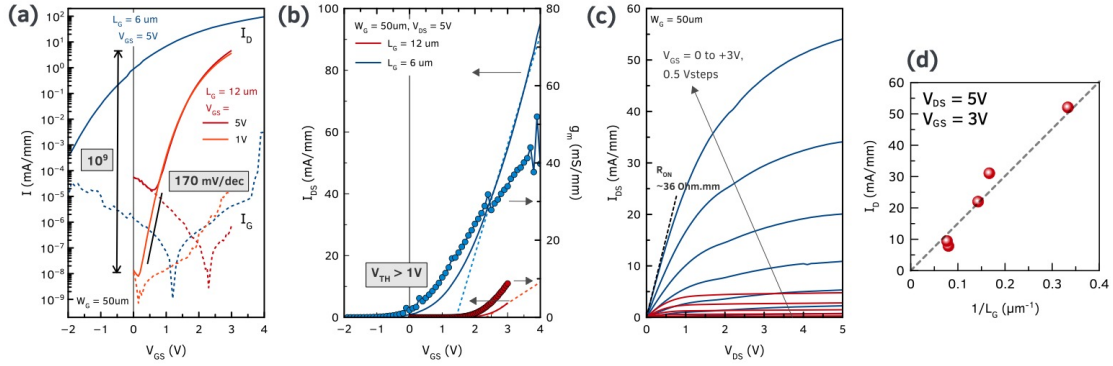 (a)
I (mA/mm)
10²
10¹
10⁰
10⁻¹
10⁻²
10⁻³
10⁻⁴
10⁻⁵
10⁻⁶
10⁻⁷
10⁻⁸
10⁻⁹
L_G = 6 um
V_GS = 5V
I_D
L_G = 12 um
V_GS =
5V
1V
10⁹
170 mV/dec
I_G
W_G = 50um
−2 −1 0 1 2 3 4
V_GS (V)
(b)
I_DS (mA/mm)
100
80
60
40
20
0
W_G = 50um, V_DS = 5V
L_G = 12 um
L_G = 6 um
V_TH > 1V
80
60
40
20
0
g_m (mS/mm)
−2 −1 0 1 2 3 4
V_GS (V)
(c)
I_DS (mA/mm)
60
50
40
30
20
10
0
W_G = 50um
V_GS = 0 to +3V,
0.5 Vsteps
R_ON
~36 Ohm.mm
0 1 2 3 4 5
V_DS (V)
(d)
I_D (mA/mm)
60
50
40
30
20
10
0
V_DS = 5V
V_GS = 3V
0.0 0.1 0.2 0.3 0.4
1/L_G (µm⁻¹)